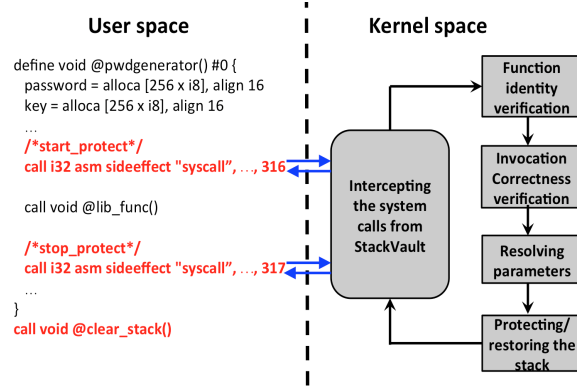 User space
Kernel space
define void @pwdgenerator() #0 {
password = alloca [256 x i8], align 16
key = alloca [256 x i8], align 16
...
/*start_protect*/
call i32 asm sideeffect "syscall”, ..., 316
call void @lib_func()
/*stop_protect*/
call i32 asm sideeffect "syscall”, ..., 317
...
}
call void @clear_stack()
Intercepting
the system
calls from
StackVault
Function
identity
verification
Invocation
Correctness
verification
Resolving
parameters
Protecting/
restoring the
stack